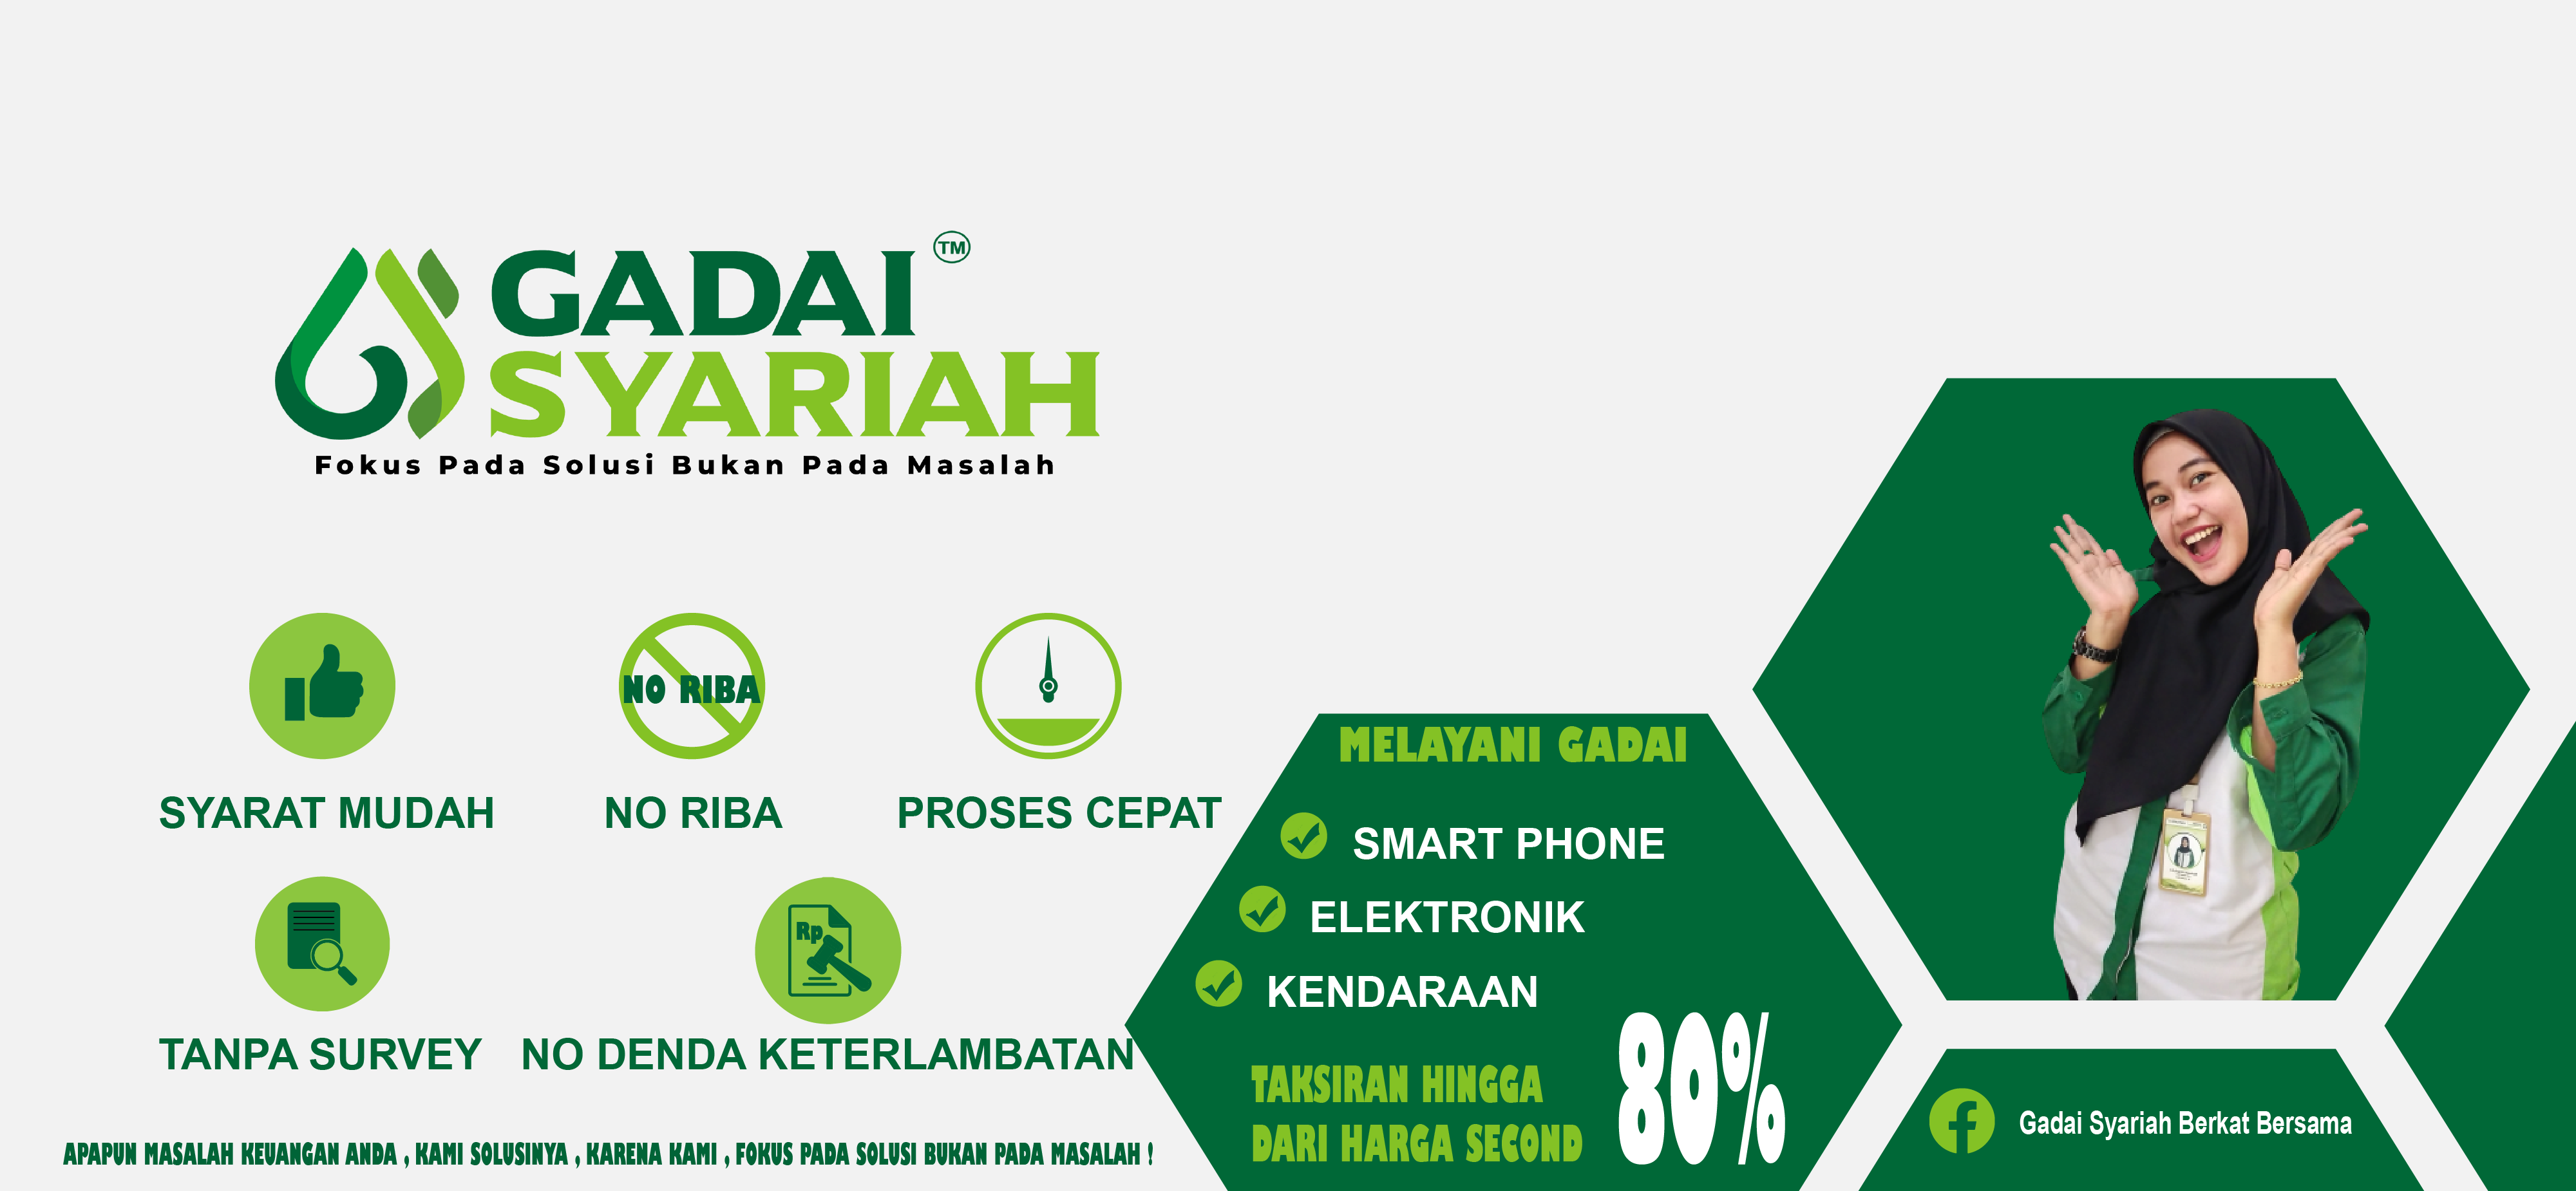 GADAI
TM
SYARIAH
Fokus Pada Solusi Bukan Pada Masalah
NO RIBA
SYARAT MUDAH
NO RIBA
PROSES CEPAT
Rp
TANPA SURVEY
NO DENDA KETERLAMBATAN
APAPUN MASALAH KEUANGAN ANDA , KAMI SOLUSINYA , KARENA KAMI , FOKUS PADA SOLUSI BUKAN PADA MASALAH !
MELAYANI GADAI
SMART PHONE
ELEKTRONIK
KENDARAAN
TAKSIRAN HINGGA
DARI HARGA SECOND
80%
Gadai Syariah Berkat Bersama